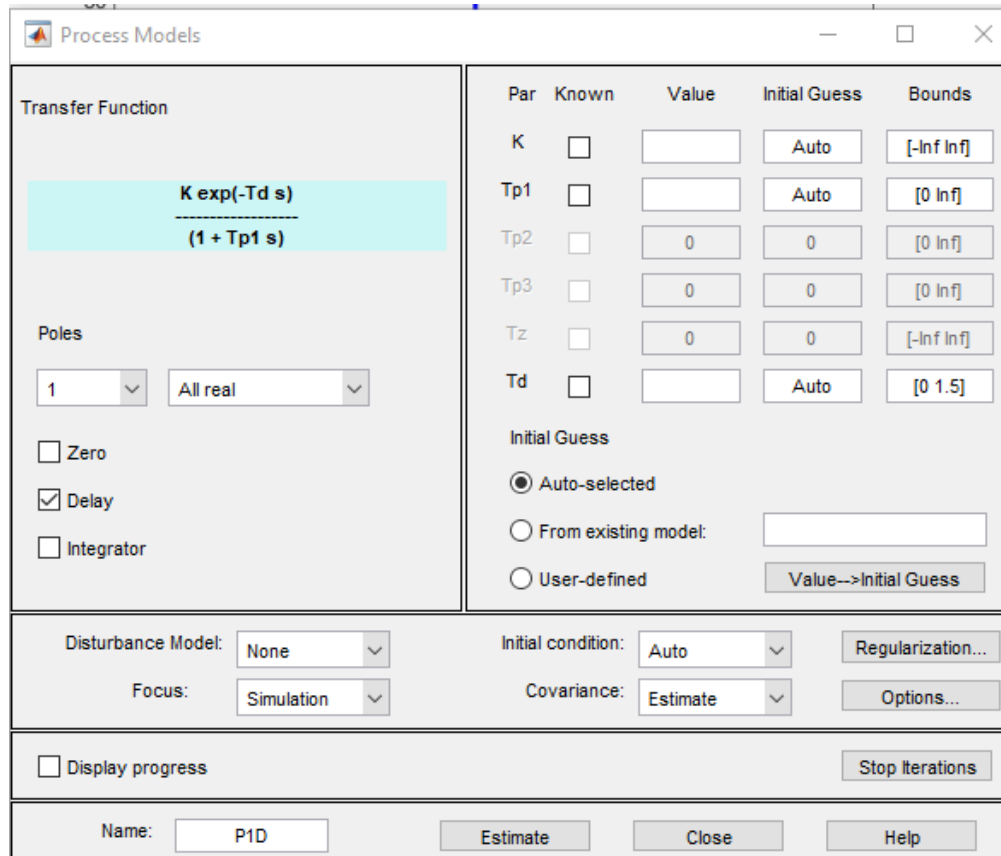 Process Models
Transfer Function
K exp(-Td s)
------------------
(1 + Tp1 s)
Poles
1 All real
Zero
Delay
Integrator
Par Known Value Initial Guess Bounds
K Auto [-Inf Inf]
Tp1 Auto [0 Inf]
Tp2 0 0 [0 Inf]
Tp3 0 0 [0 Inf]
Tz 0 0 [-Inf Inf]
Td Auto [0 1.5]
Initial Guess
Auto-selected
From existing model:
User-defined Value-->Initial Guess
Disturbance Model: None Initial condition: Auto Regularization...
Focus: Simulation Covariance: Estimate Options...
Display progress Stop Iterations
Name: P1D Estimate Close Help